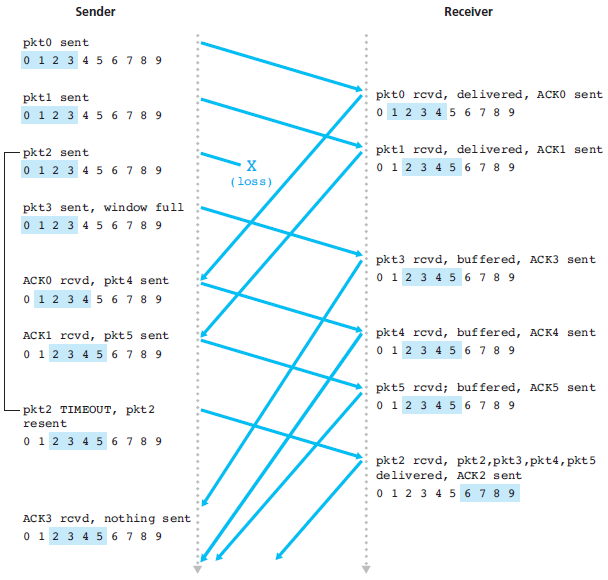 Sender
Receiver
pkt0 sent
0 1 2 3 4 5 6 7 8 9
pkt1 sent
0 1 2 3 4 5 6 7 8 9
pkt2 sent
0 1 2 3 4 5 6 7 8 9
pkt3 sent, window full
0 1 2 3 4 5 6 7 8 9
ACK0 rcvd, pkt4 sent
0 1 2 3 4 5 6 7 8 9
ACK1 rcvd, pkt5 sent
0 1 2 3 4 5 6 7 8 9
pkt2 TIMEOUT, pkt2
resent
0 1 2 3 4 5 6 7 8 9
ACK3 rcvd, nothing sent
0 1 2 3 4 5 6 7 8 9
X
(loss)
pkt0 rcvd, delivered, ACK0 sent
0 1 2 3 4 5 6 7 8 9
pkt1 rcvd, delivered, ACK1 sent
0 1 2 3 4 5 6 7 8 9
pkt3 rcvd, buffered, ACK3 sent
0 1 2 3 4 5 6 7 8 9
pkt4 rcvd, buffered, ACK4 sent
0 1 2 3 4 5 6 7 8 9
pkt5 rcvd; buffered, ACK5 sent
0 1 2 3 4 5 6 7 8 9
pkt2 rcvd, pkt2,pkt3,pkt4,pkt5
delivered, ACK2 sent
0 1 2 3 4 5 6 7 8 9